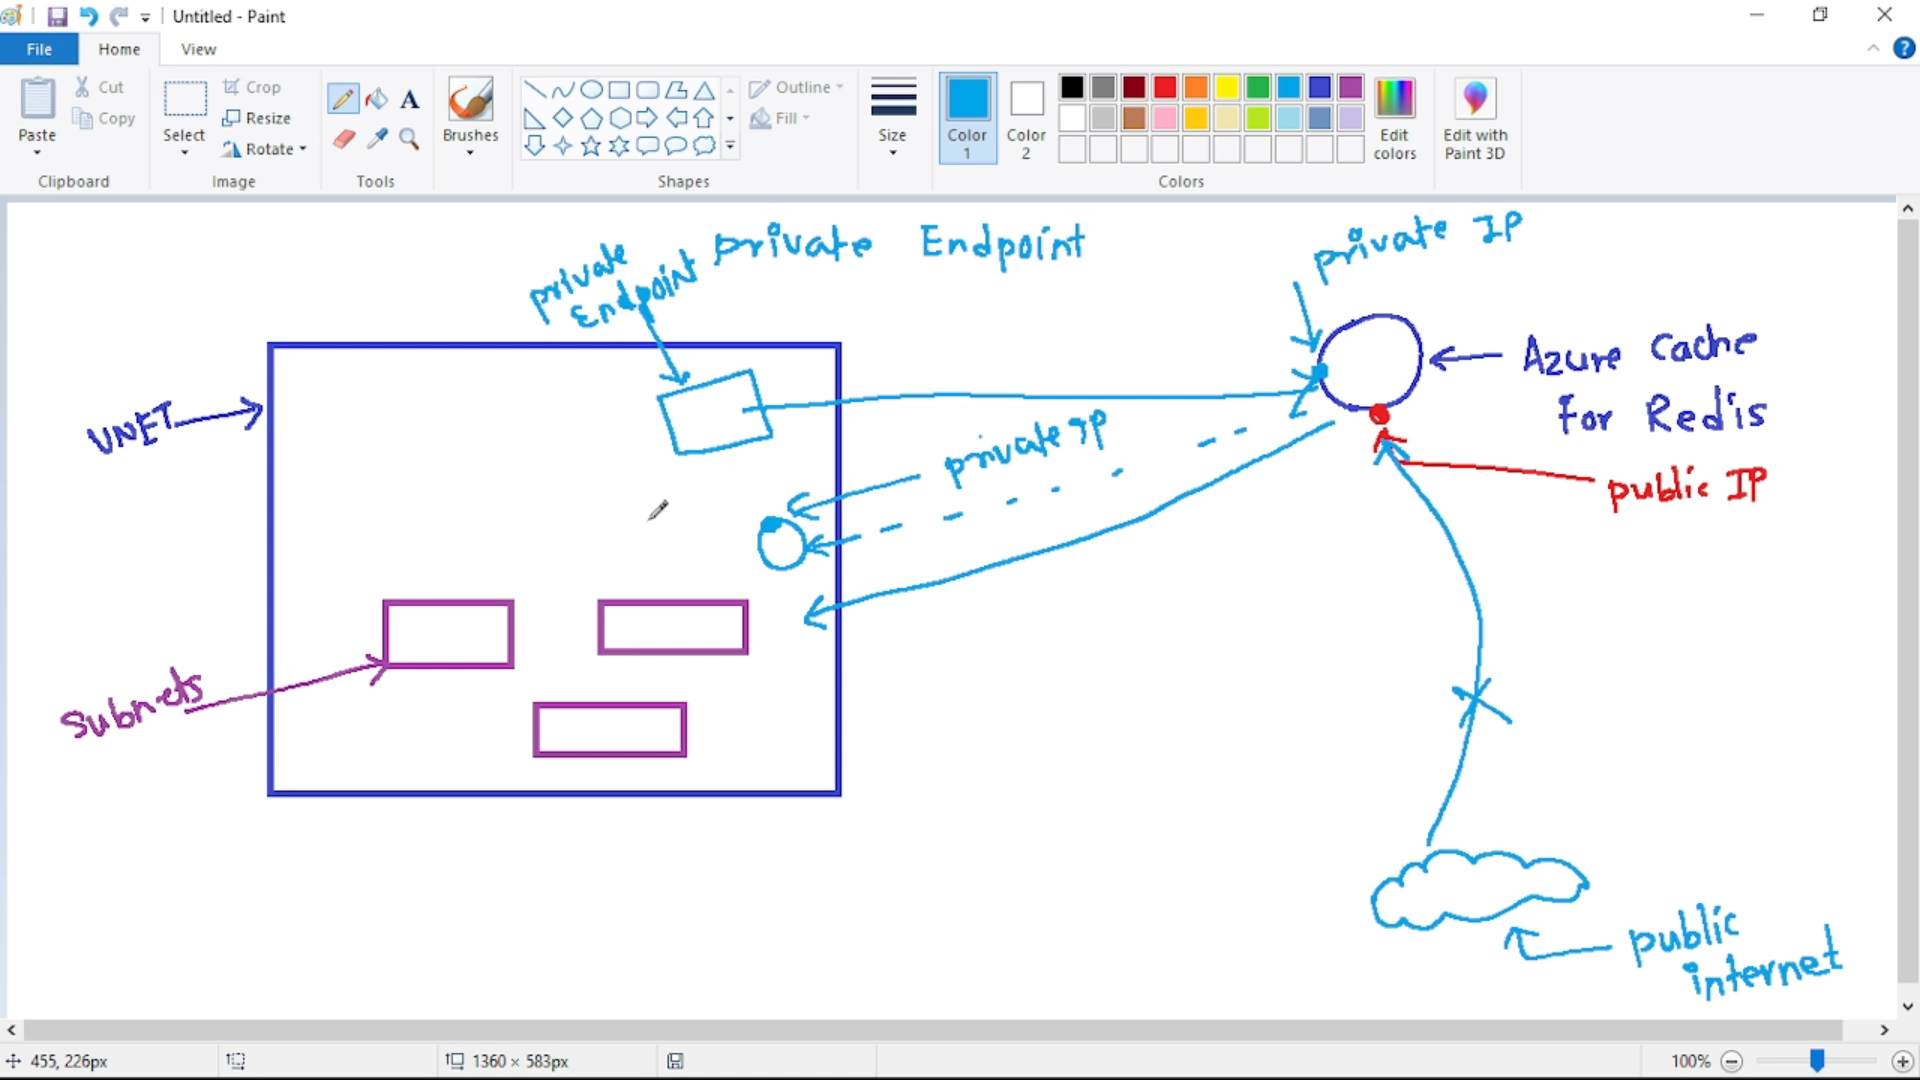 Untitled - Paint
File Home View
Paste
Cut
Copy
Clipboard
Select
Crop
Resize
Rotate
Image
Tools
Brushes
Shapes
Outline
Fill
Size
Color 1
Color 2
Colors
Edit colors
Edit with Paint 3D
private Endpoint
private
Endpoint
private IP
VNET
Azure Cache
For Redis
private IP
public IP
Subnets
public
internet
455, 226px
1360 × 583px
100%